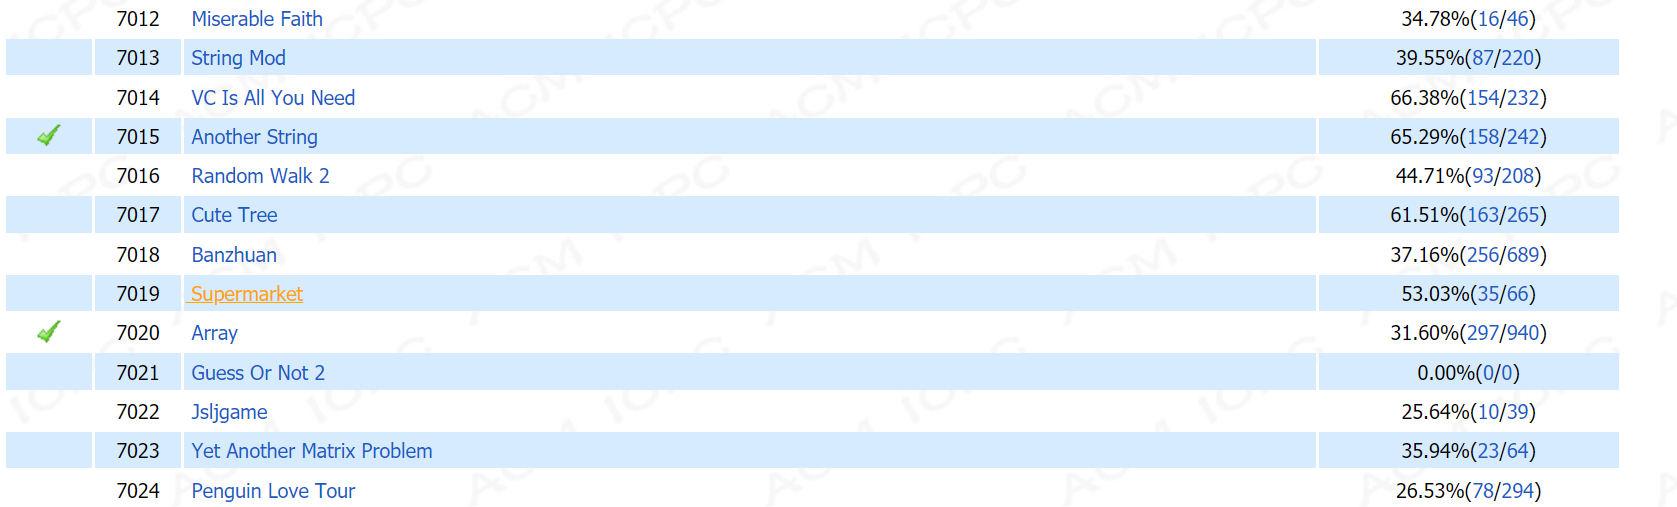 7012 Miserable Faith 34.78%(16/46)
7013 String Mod 39.55%(87/220)
7014 VC Is All You Need 66.38%(154/232)
7015 Another String 65.29%(158/242)
7016 Random Walk 2 44.71%(93/208)
7017 Cute Tree 61.51%(163/265)
7018 Banzhuan 37.16%(256/689)
7019 Supermarket 53.03%(35/66)
7020 Array 31.60%(297/940)
7021 Guess Or Not 2 0.00%(0/0)
7022 Jsljgame 25.64%(10/39)
7023 Yet Another Matrix Problem 35.94%(23/64)
7024 Penguin Love Tour 26.53%(78/294)